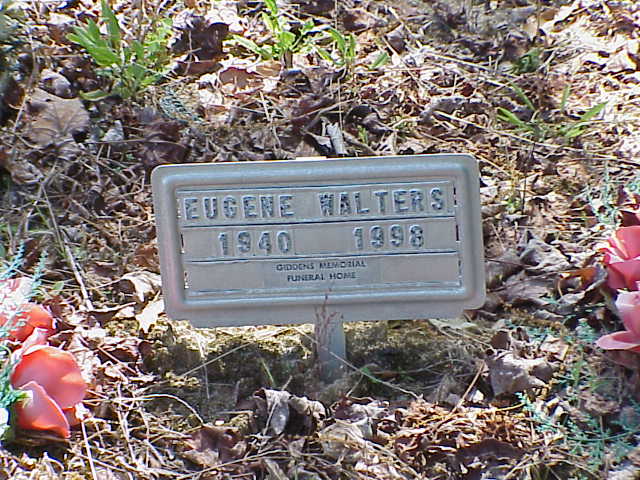 EUGENE WALTERS
1940 1998
GIDDENS MEMORIAL
FUNERAL HOME